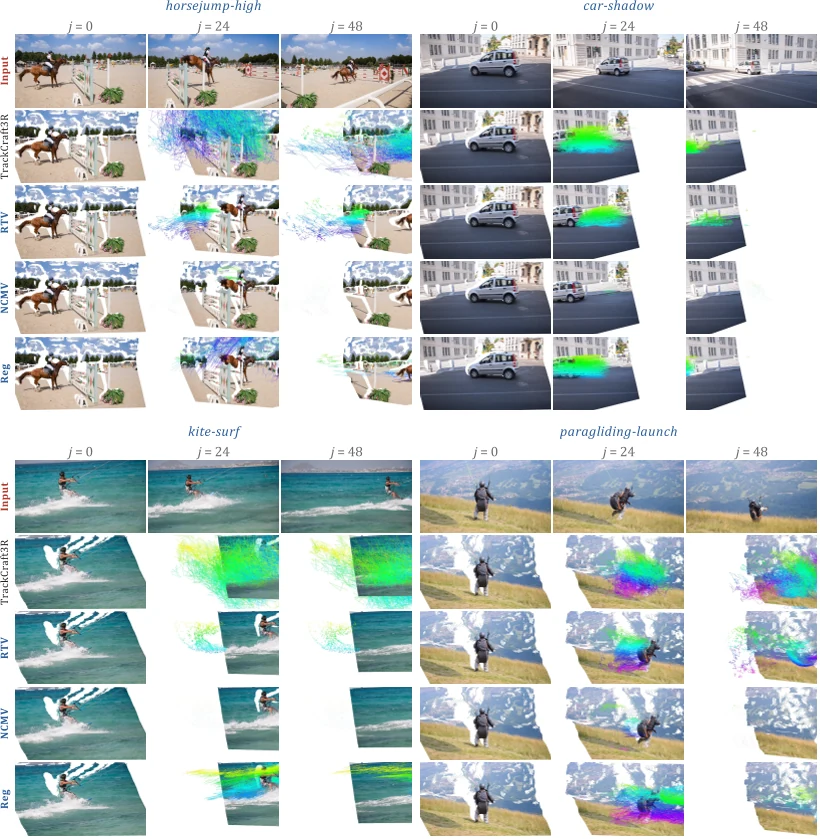 horsejump-high
j = 0 j = 24 j = 48
Input
TrackCraft3R
RTV
NCMV
Reg
car-shadow
j = 0 j = 24 j = 48
kite-surf
j = 0 j = 24 j = 48
Input
TrackCraft3R
RTV
NCMV
Reg
paragliding-launch
j = 0 j = 24 j = 48